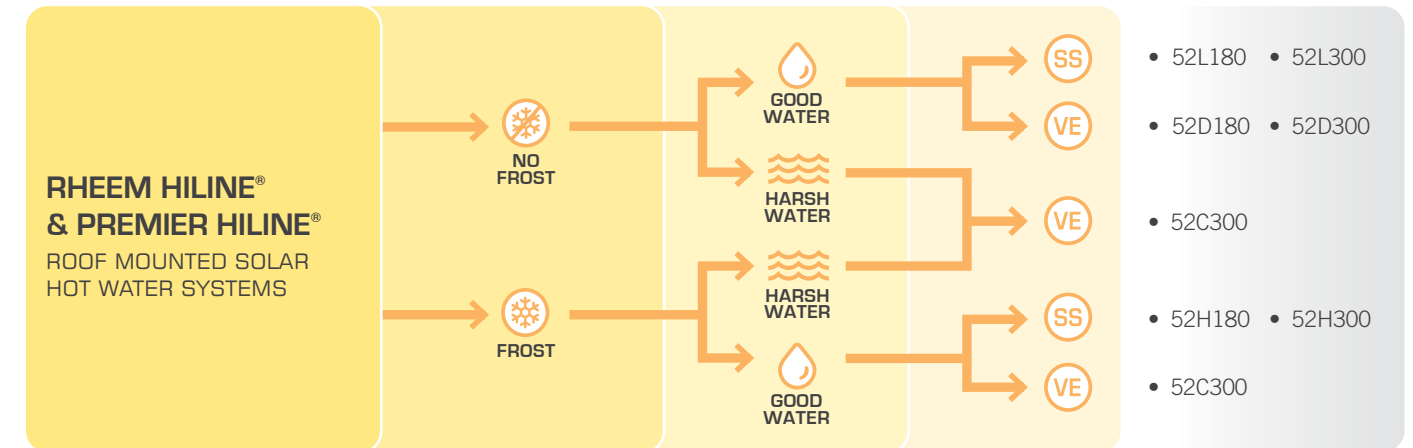 RHEEM HILINE®
& PREMIER HILINE®
ROOF MOUNTED SOLAR
HOT WATER SYSTEMS
NO
FROST
FROST
GOOD
WATER
HARSH
WATER
HARSH
WATER
GOOD
WATER
SS
VE
VE
SS
VE
• 52L180 • 52L300
• 52D180 • 52D300
• 52C300
• 52H180 • 52H300
• 52C300